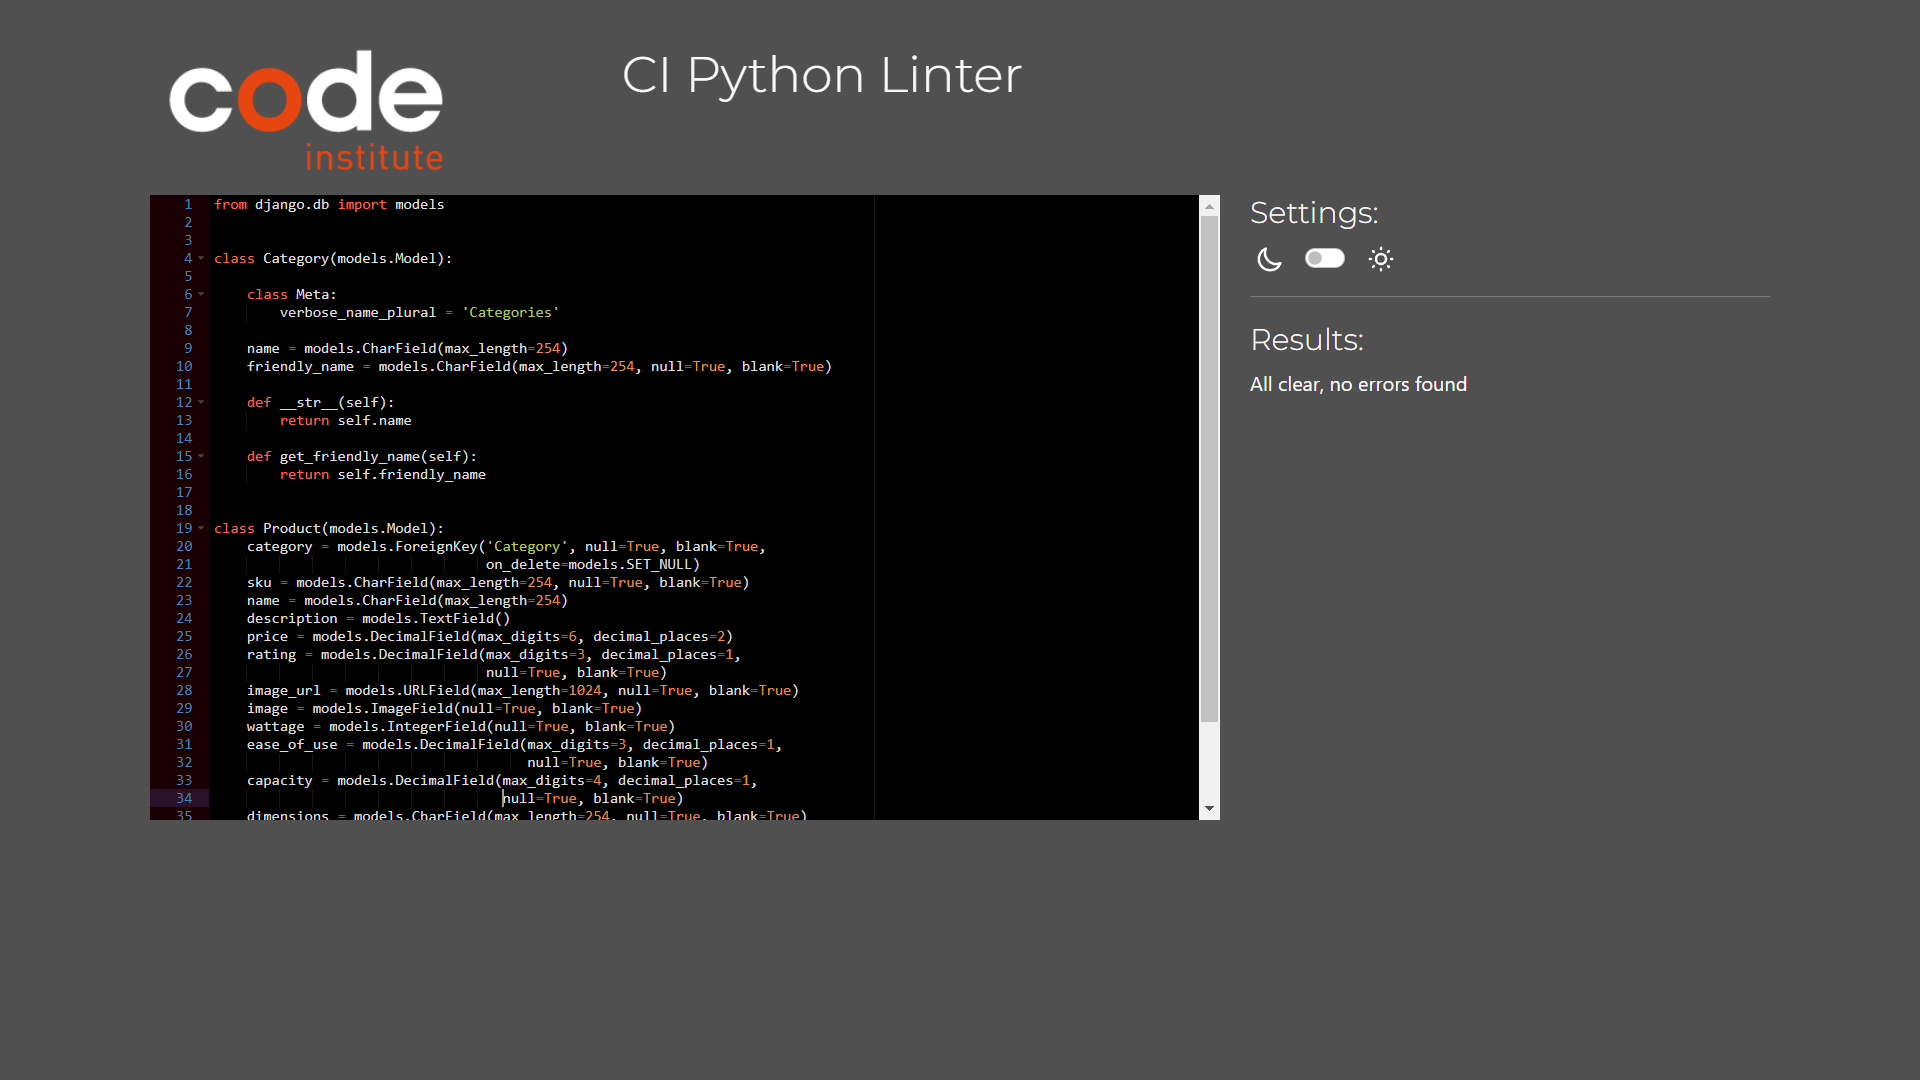 code
institute
CI Python Linter
1 from django.db import models
2
3
4 class Category(models.Model):
5
6     class Meta:
7         verbose_name_plural = 'Categories'
8
9     name = models.CharField(max_length=254)
10     friendly_name = models.CharField(max_length=254, null=True, blank=True)
11
12     def __str__(self):
13         return self.name
14
15     def get_friendly_name(self):
16         return self.friendly_name
17
18
19 class Product(models.Model):
20     category = models.ForeignKey('Category', null=True, blank=True,
21                                  on_delete=models.SET_NULL)
22     sku = models.CharField(max_length=254, null=True, blank=True)
23     name = models.CharField(max_length=254)
24     description = models.TextField()
25     price = models.DecimalField(max_digits=6, decimal_places=2)
26     rating = models.DecimalField(max_digits=3, decimal_places=1,
27                                  null=True, blank=True)
28     image_url = models.URLField(max_length=1024, null=True, blank=True)
29     image = models.ImageField(null=True, blank=True)
30     wattage = models.IntegerField(null=True, blank=True)
31     ease_of_use = models.DecimalField(max_digits=3, decimal_places=1,
32                                       null=True, blank=True)
33     capacity = models.DecimalField(max_digits=4, decimal_places=1,
34                                    null=True, blank=True)
35     dimensions = models.CharField(max_length=254, null=True, blank=True)
Settings:
Results:
All clear, no errors found